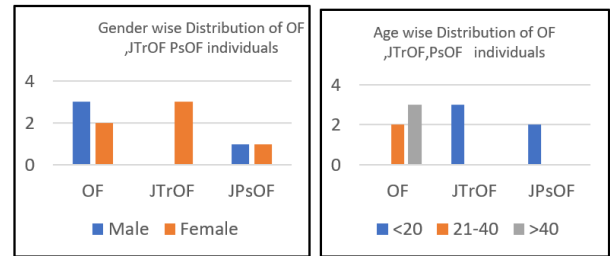 Gender wise Distribution of OF
,JTrOF PsOF individuals
4
2
0
OF JTrOF JPsOF
Male Female
Age wise Distribution of OF
,JTrOF,PsOF individuals
4
2
0
OF JTrOF JPsOF
<20 21-40 >40